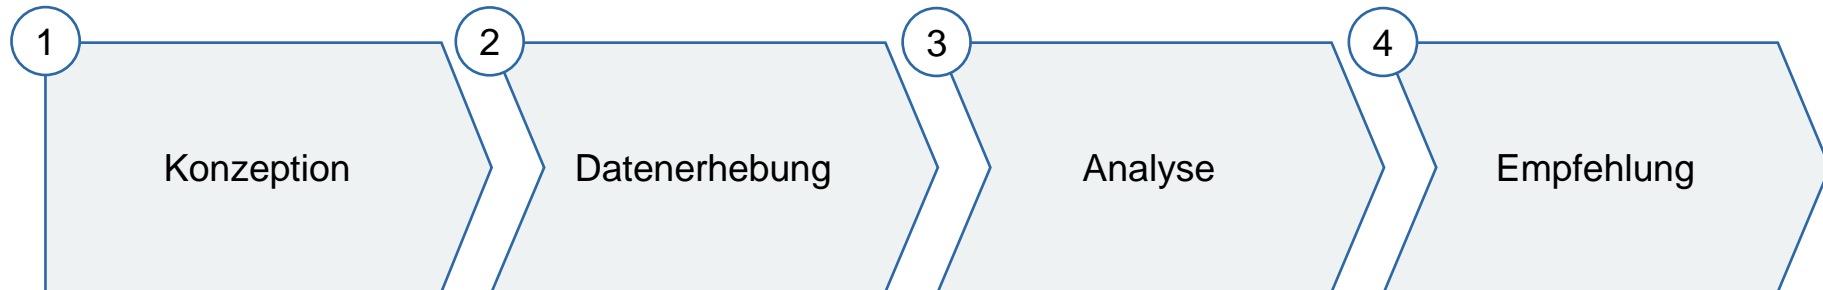 1
2
3
4
Konzeption
Datenerhebung
Analyse
Empfehlung